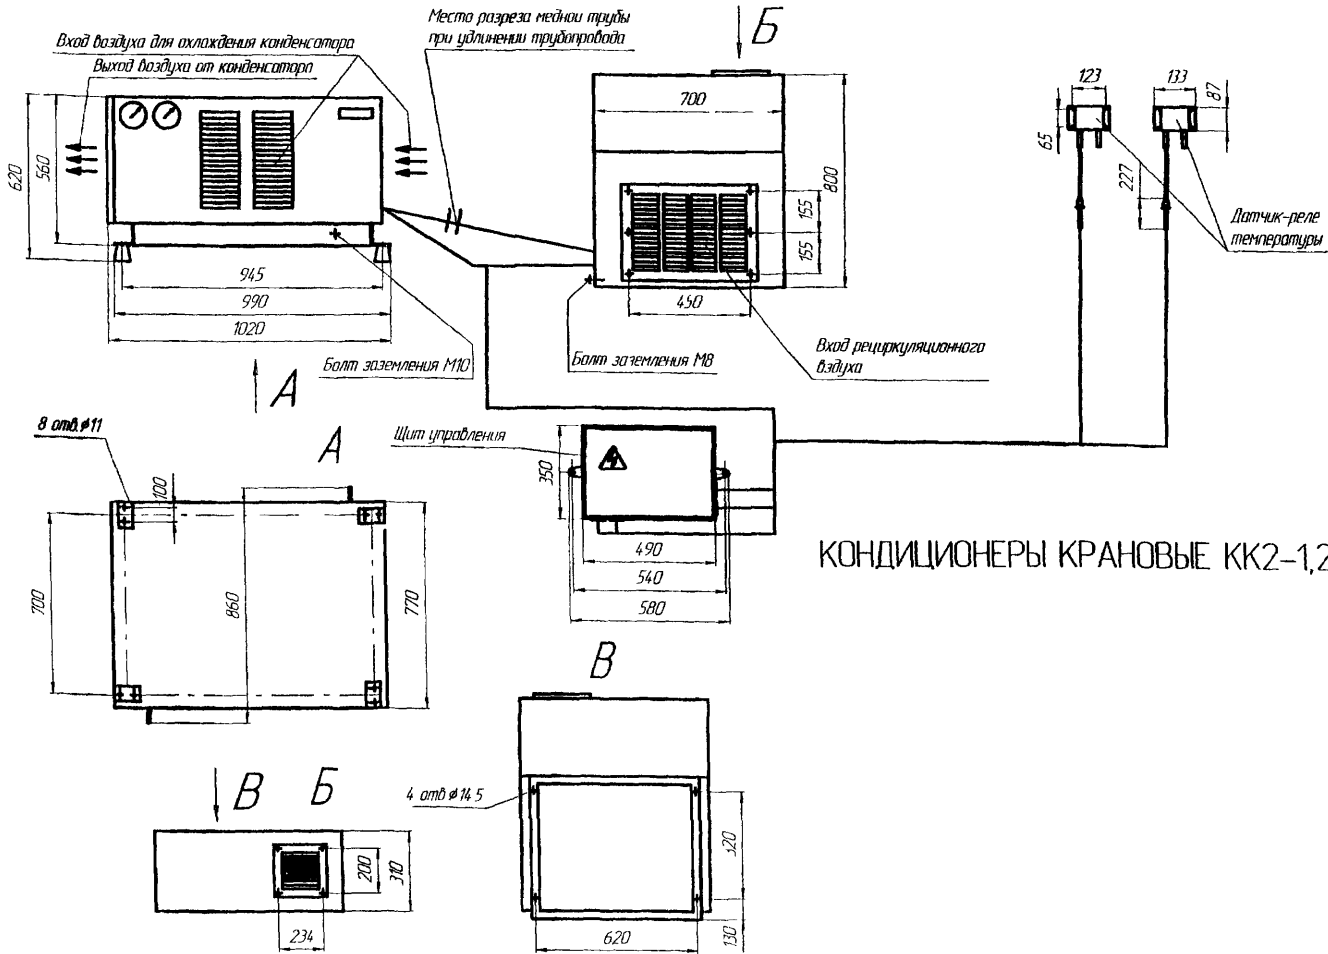 Место разреза медной трубы
при удлинении трубопровода
Б
Вход воздуха для охлаждения конденсатора
Выход воздуха от конденсатора
620
560
945
990
1020
Болт заземления М10
700
800
155
155
450
Болт заземления М8
Вход рециркуляционного
вздуха
123
133
87
65
227
Датчик-реле
температуры
А
8 отв.⌀11
А
100
700
860
770
Щит управления
350
490
540
580
КОНДИЦИОНЕРЫ КРАНОВЫЕ КК2-1,2
В
4 отв ⌀14 5
320
620
130
В
Б
200
310
234